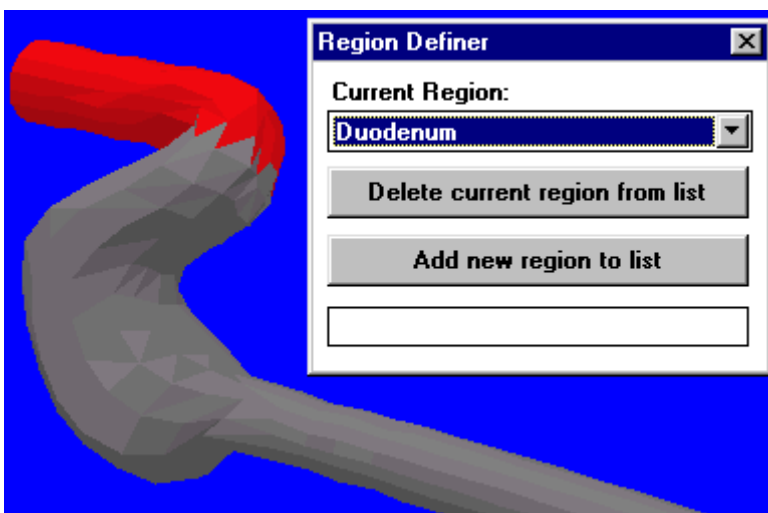 Region Definer
Current Region:
Duodenum
Delete current region from list
Add new region to list